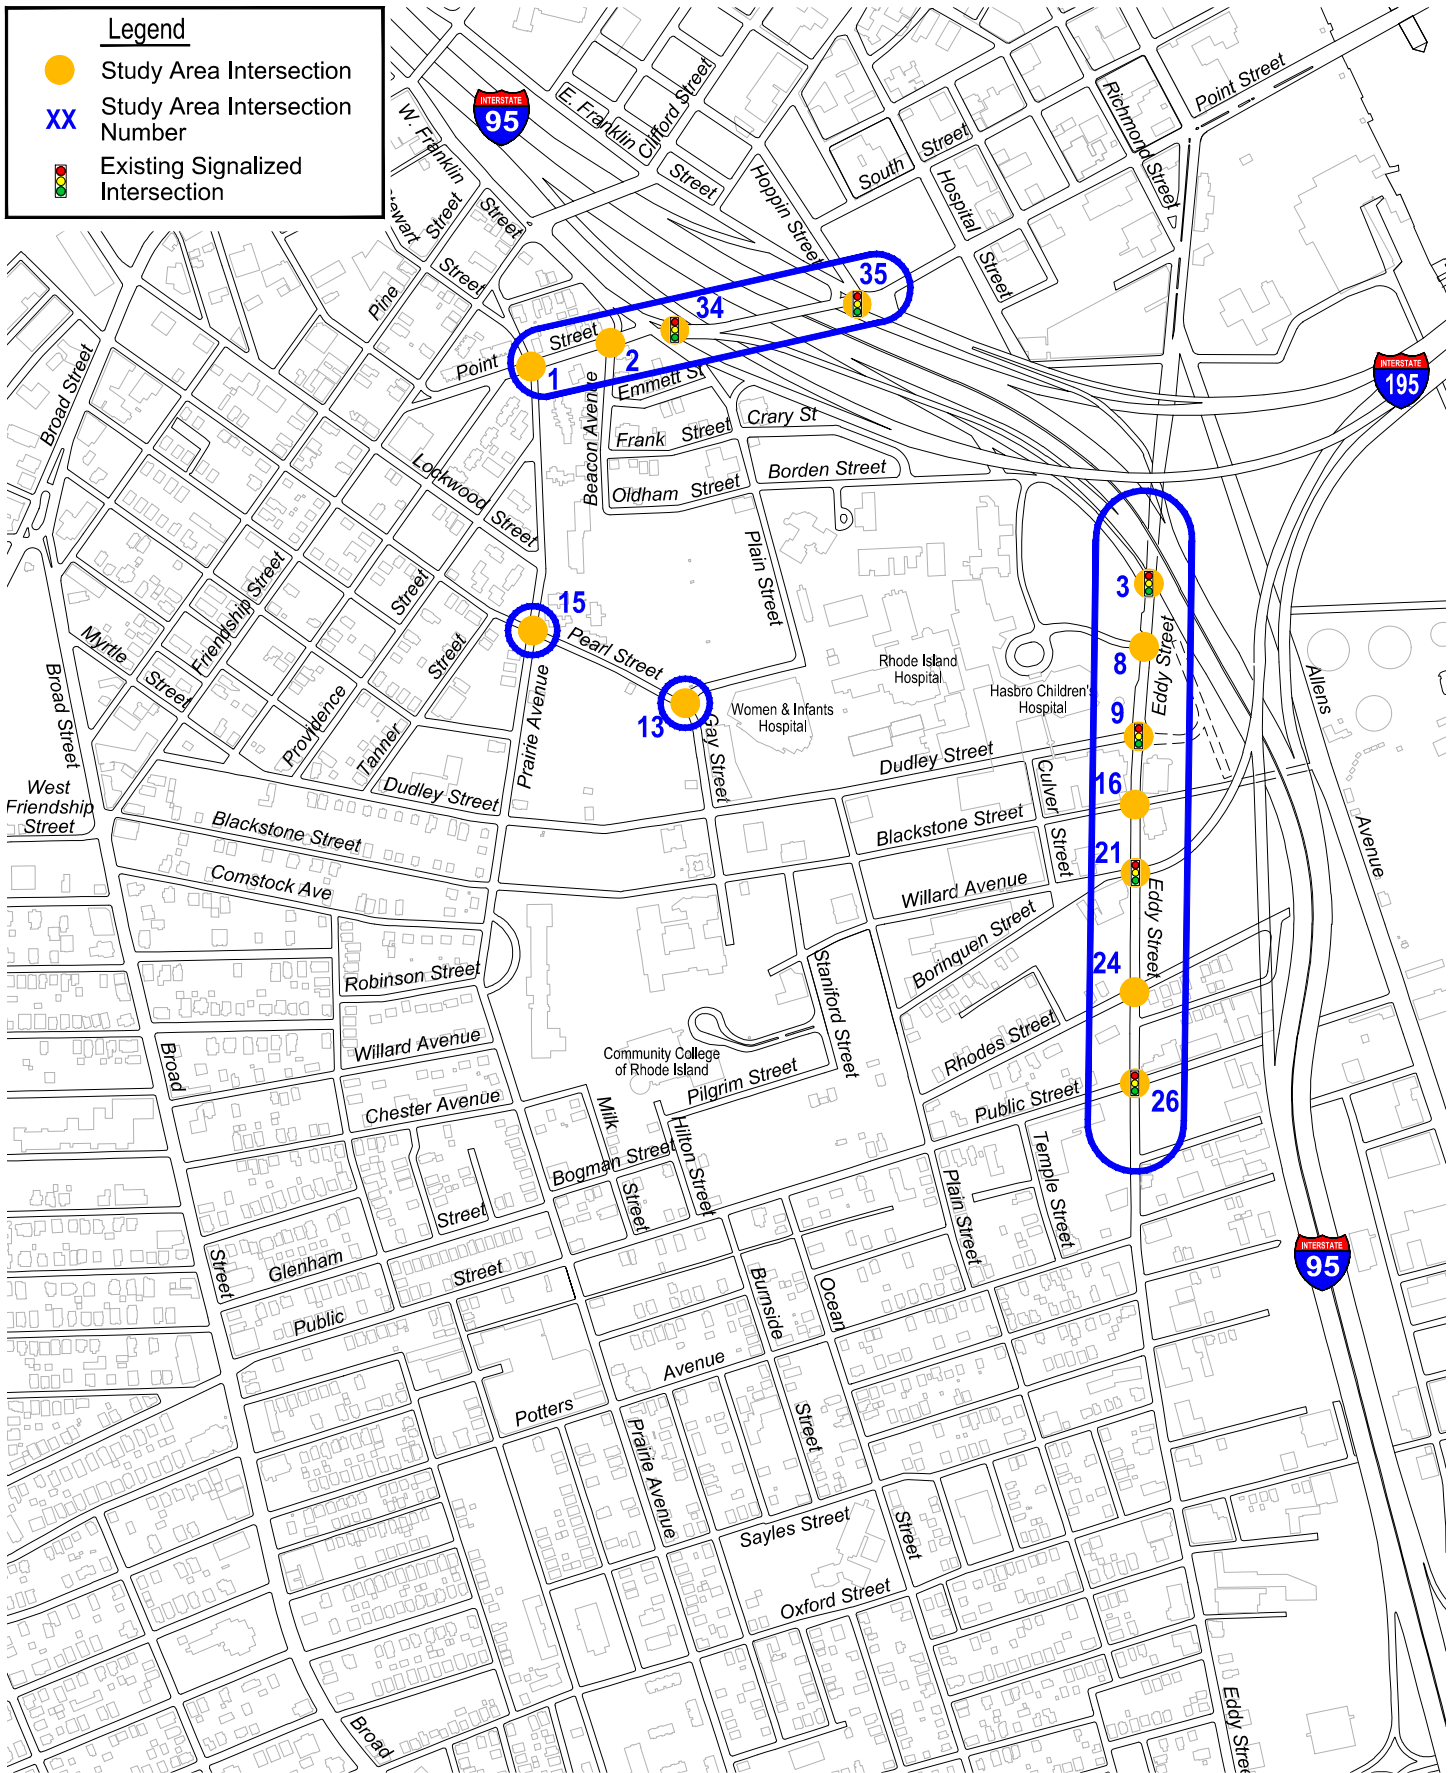 Legend
Study Area Intersection
XX
Study Area Intersection
Number
Existing Signalized
Intersection
INTERSTATE
95
W. Franklin
Street
E. Franklin
Street
Clifford Street
Hoppin Street
South Street
Hospital
Street
Richmond Street
Point Street
Street
Street
Pine
Point Street
1
2
34
35
INTERSTATE
195
Broad Street
Beacon Avenue
Emmett St
Crary St
Frank Street
Borden Street
Oldham Street
Lockwood
Street
Plain Street
Friendship Street
Street
Street
Myrtle
Street
Providence
Tanner
15
Pearl Street
13
Prairie Avenue
Gay Street
Women & Infants
Hospital
Rhode Island
Hospital
Hasbro Children's
Hospital
3
8
9
16
21
24
26
Eddy Street
Allens
Avenue
Broad Street
West
Friendship
Street
Dudley Street
Dudley Street
Blackstone Street
Blackstone Street
Culver
Street
Comstock Ave
Willard Avenue
Borinquen Street
Eddy Street
Robinson Street
Staniford Street
Willard Avenue
Rhodes Street
Community College
of Rhode Island
Pilgrim Street
Public Street
Chester Avenue
Broad
Street
Milk
Street
Hilton Street
Bogman Street
Temple Street
Plain Street
Street
Glenham
Street
Public
INTERSTATE
95
Burnside
Street
Ocean
Street
Avenue
Potters
Prairie Avenue
Sayles Street
Oxford Street
Broad